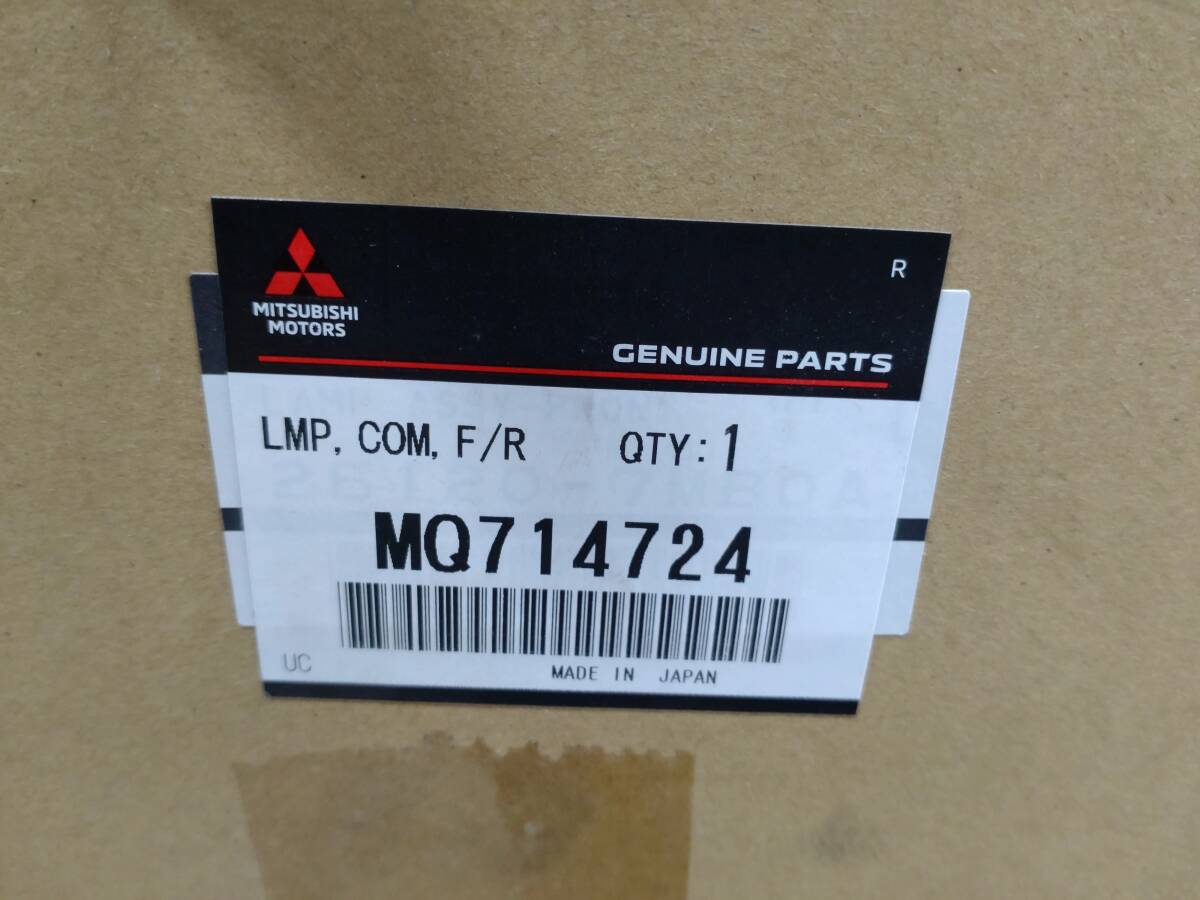 R
MITSUBISHI
MOTORS
GENUINE PARTS
LMP, COM, F/R QTY: 1
MQ714724
UC
MADE IN JAPAN